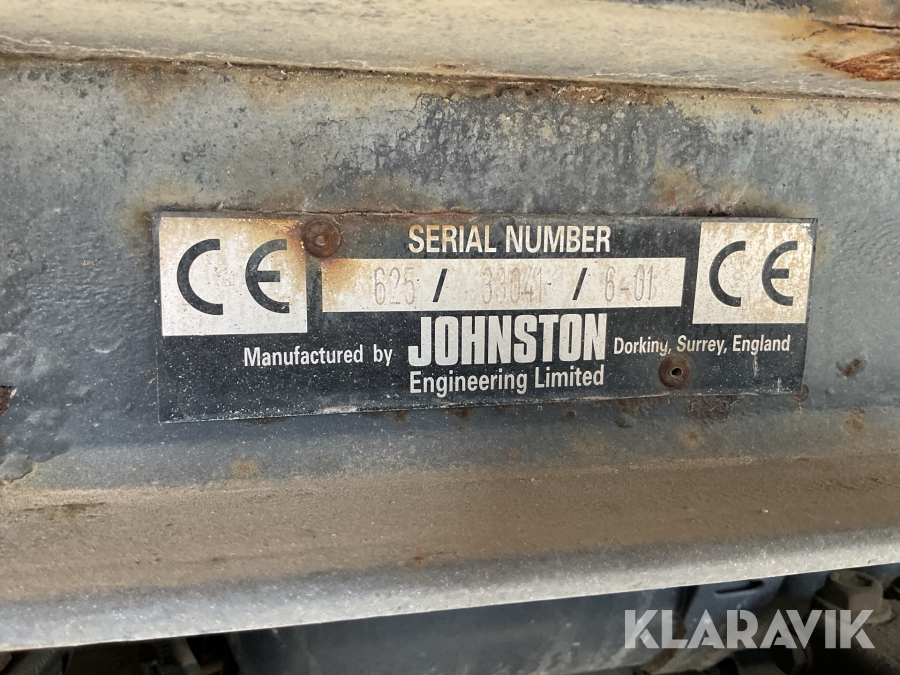 CE SERIAL NUMBER CE
625 / 33041 / 6-01
Manufactured by JOHNSTON Dorking, Surrey, England
Engineering Limited
KLARAVIK